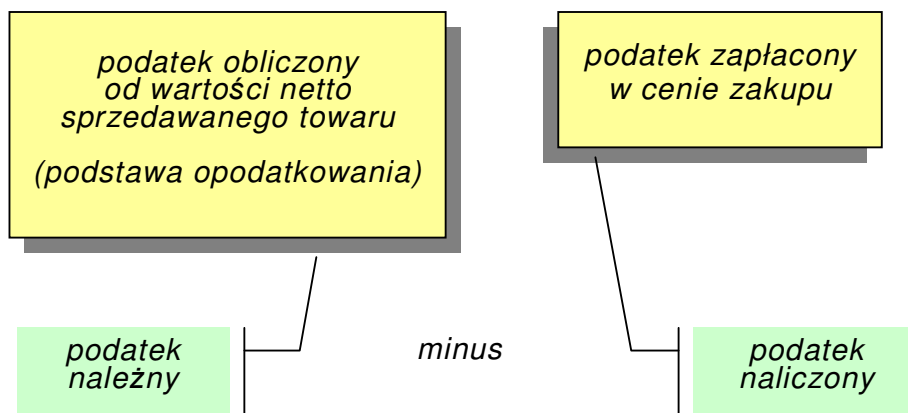 podatek obliczony
od wartości netto
sprzedawanego towaru
(podstawa opodatkowania)
podatek zapłacony
w cenie zakupu
podatek
należny
minus
podatek
naliczony